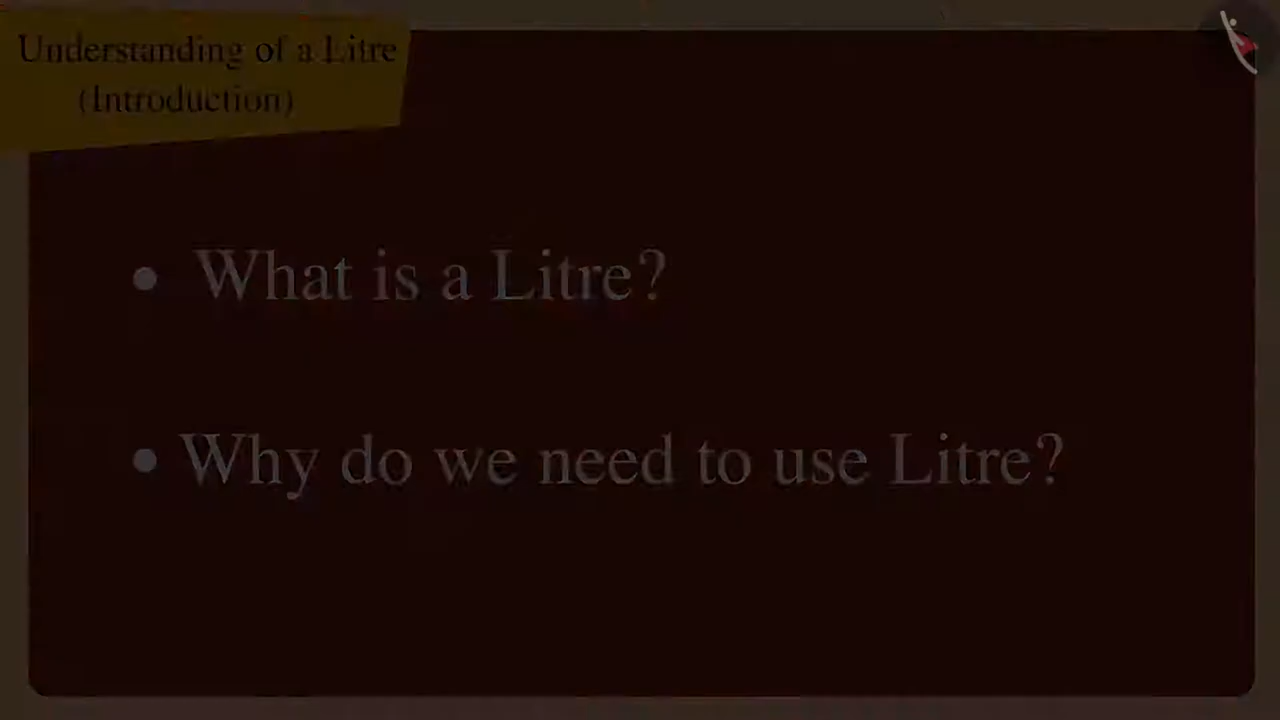 Understanding of a Litre
(Introduction)
• What is a Litre?
• Why do we need to use Litre?